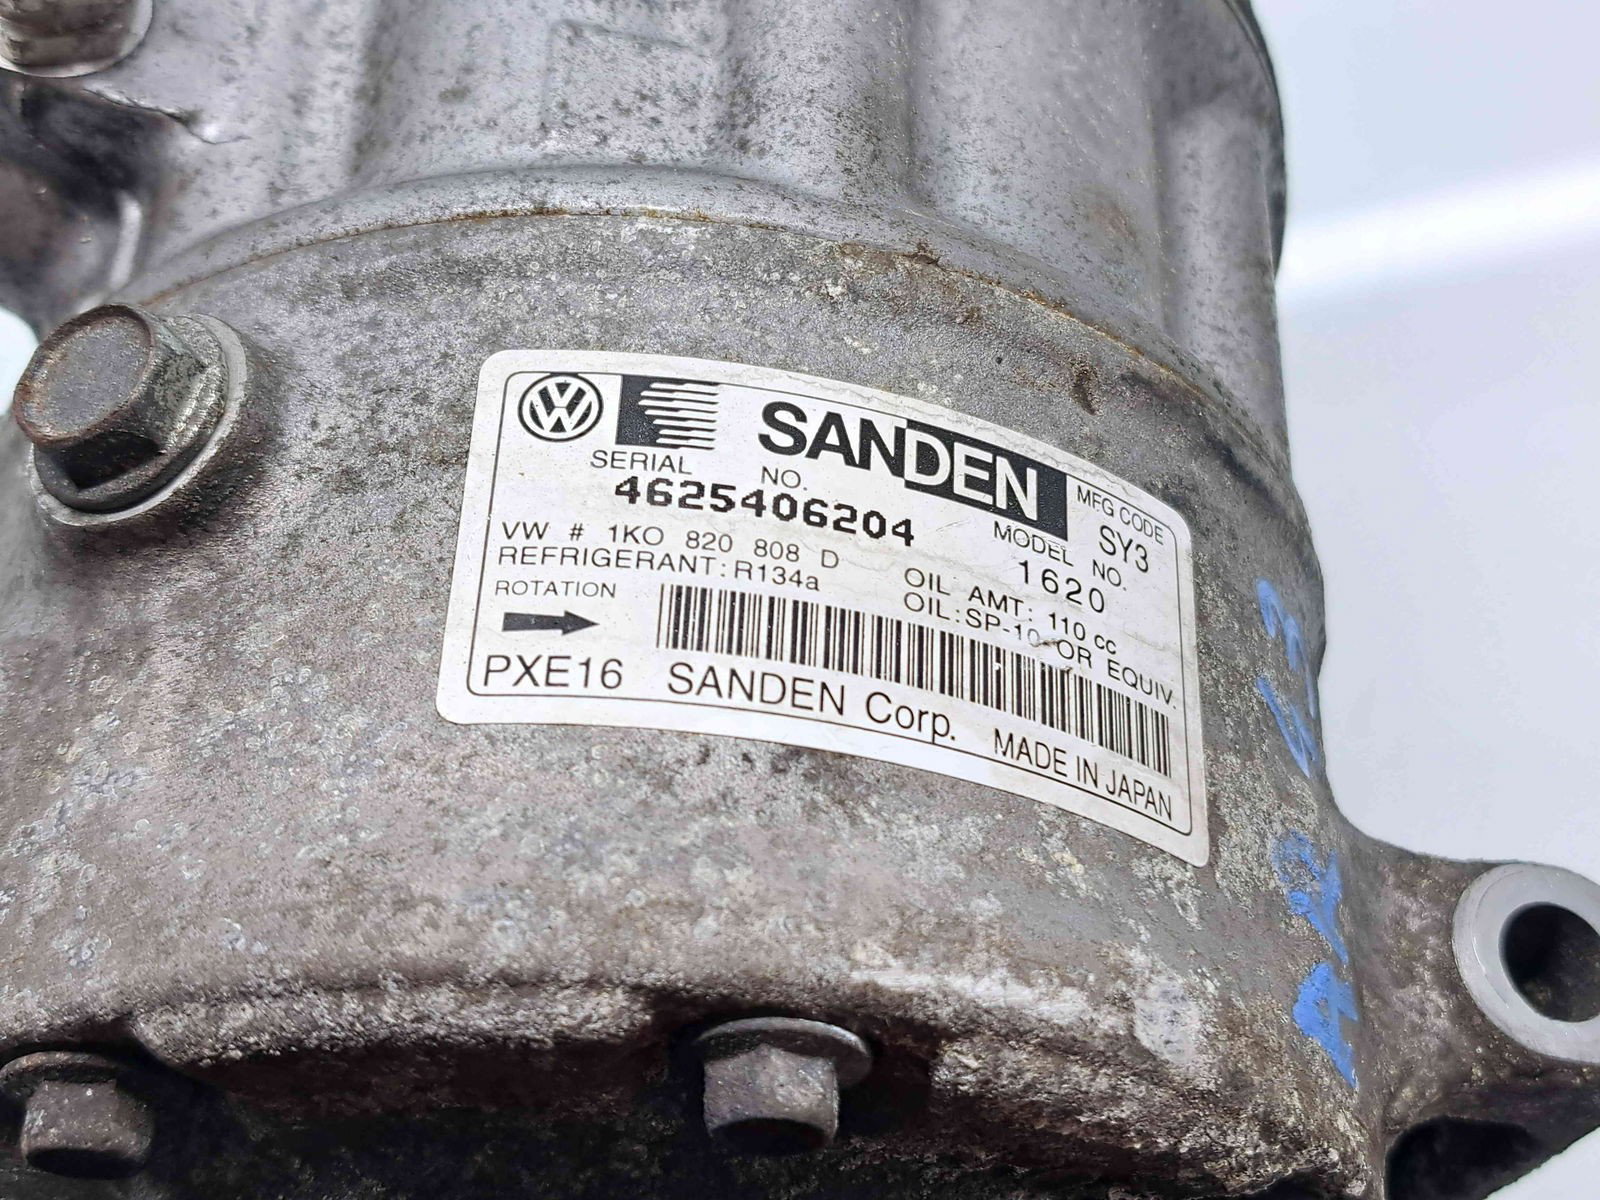 VW SANDEN
SERIAL NO. MFG CODE
4625406204 SY3
VW # 1KO 820 808 D MODEL NO.
REFRIGERANT:R134a 1620
ROTATION OIL AMT: 110 cc
OIL:SP-10 OR EQUIV.
PXE16 SANDEN Corp. MADE IN JAPAN